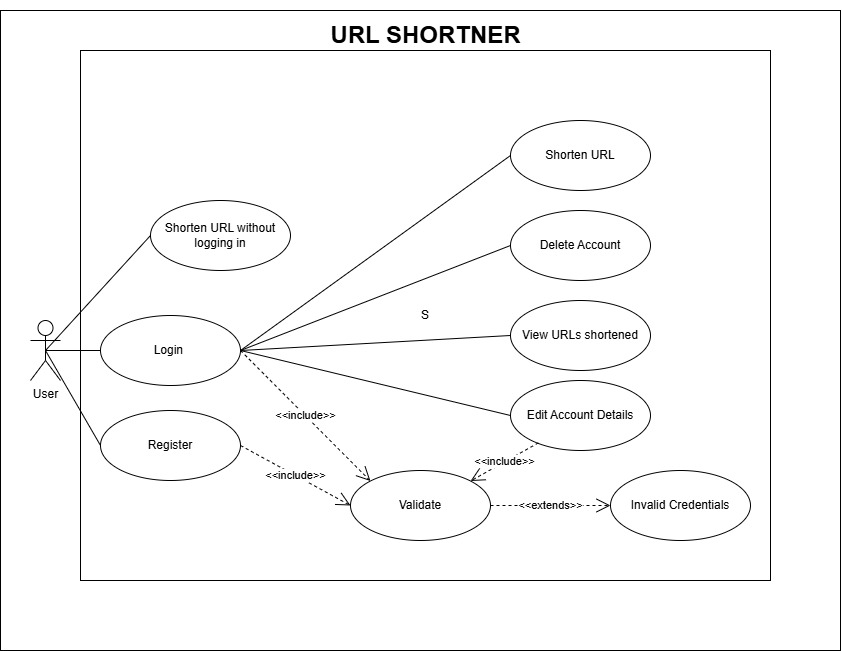 URL SHORTNER
Shorten URL
Shorten URL without
logging in
Delete Account
S
View URLs shortened
Login
User
<<include>>
Edit Account Details
Register
<<include>>
<<include>>
Validate
<<extends>>
Invalid Credentials